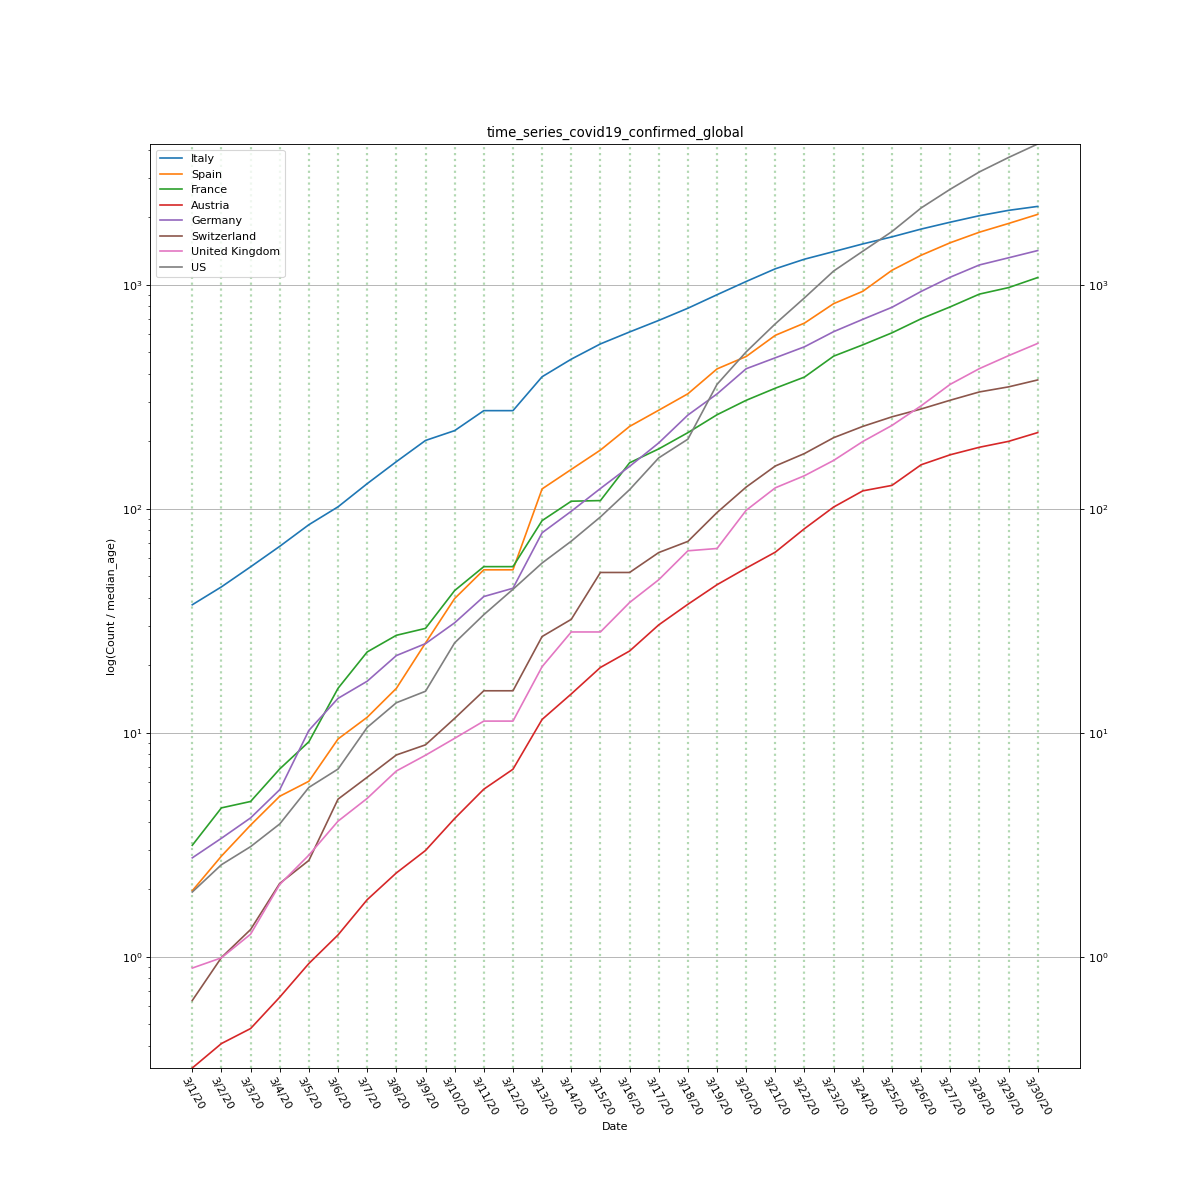 time_series_covid19_confirmed_global
Italy
Spain
France
Austria
Germany
Switzerland
United Kingdom
US
10³ 10³
10² 10²
log(Count / median_age)
10¹ 10¹
10⁰ 10⁰
3/1/20 3/2/20 3/3/20 3/4/20 3/5/20 3/6/20 3/7/20 3/8/20 3/9/20 3/10/20 3/11/20 3/12/20 3/13/20 3/14/20 3/15/20 3/16/20 3/17/20 3/18/20 3/19/20 3/20/20 3/21/20 3/22/20 3/23/20 3/24/20 3/25/20 3/26/20 3/27/20 3/28/20 3/29/20 3/30/20
Date